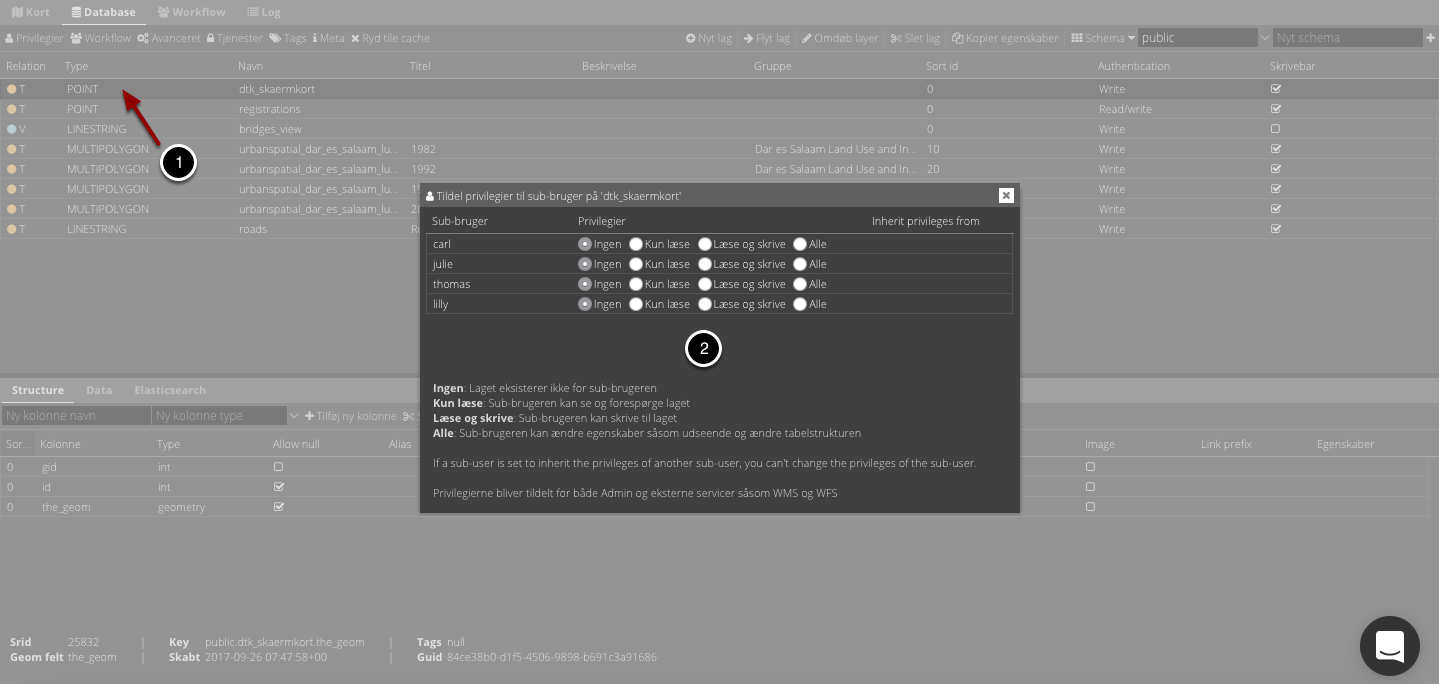 Kort Database Workflow Log
Privilegier Workflow Avanceret Tjenester Tags Meta Ryd tile cache Nyt lag Flyt lag Omdøb layer Slet lag Kopier egenskaber Schema public Nyt schema
Relation Type Navn Titel Beskrivelse Gruppe Sort id Authentication Skrivebar
T POINT dtk_skaermkort 0 Write
T POINT registrations 0 Read/write
V LINESTRING bridges_view 0 Write
T MULTIPOLYGON urbanspatial_dar_es_salaam_lu... 1982 Dar es Salaam Land Use and In... 10 Write
1
T MULTIPOLYGON urbanspatial_dar_es_salaam_lu... 1992 Dar es Salaam Land Use and In... 20 Write
T MULTIPOLYGON urbanspatial_dar_es_salaam_lu... Write
T MULTIPOLYGON urbanspatial_dar_es_salaam_lu... Write
T LINESTRING roads Write
Tildel privilegier til sub-bruger på 'dtk_skaermkort'
Sub-bruger Privilegier Inherit privileges from
carl Ingen Kun læse Læse og skrive Alle
julie Ingen Kun læse Læse og skrive Alle
thomas Ingen Kun læse Læse og skrive Alle
lilly Ingen Kun læse Læse og skrive Alle
2
Ingen: Laget eksisterer ikke for sub-brugeren
Kun læse: Sub-brugeren kan se og forespørge laget
Læse og skrive: Sub-brugeren kan skrive til laget
Alle: Sub-brugeren kan ændre egenskaber såsom udseende og ændre tabelstrukturen
If a sub-user is set to inherit the privileges of another sub-user, you can't change the privileges of the sub-user.
Privilegierne bliver tildelt for både Admin og eksterne servicer såsom WMS og WFS
Structure Data Elasticsearch
Ny kolonne navn Ny kolonne type Tilføj ny kolonne
Sor... Kolonne Type Allow null Alias Image Link prefix Egenskaber
0 gid int
0 id int
0 the_geom geometry
Srid 25832 | Key public.dtk_skaermkort.the_geom | Tags null
Geom felt the_geom | Skabt 2017-09-26 07:47:58+00 | Guid 84ce38b0-d1f5-4506-9898-b691c3a91686